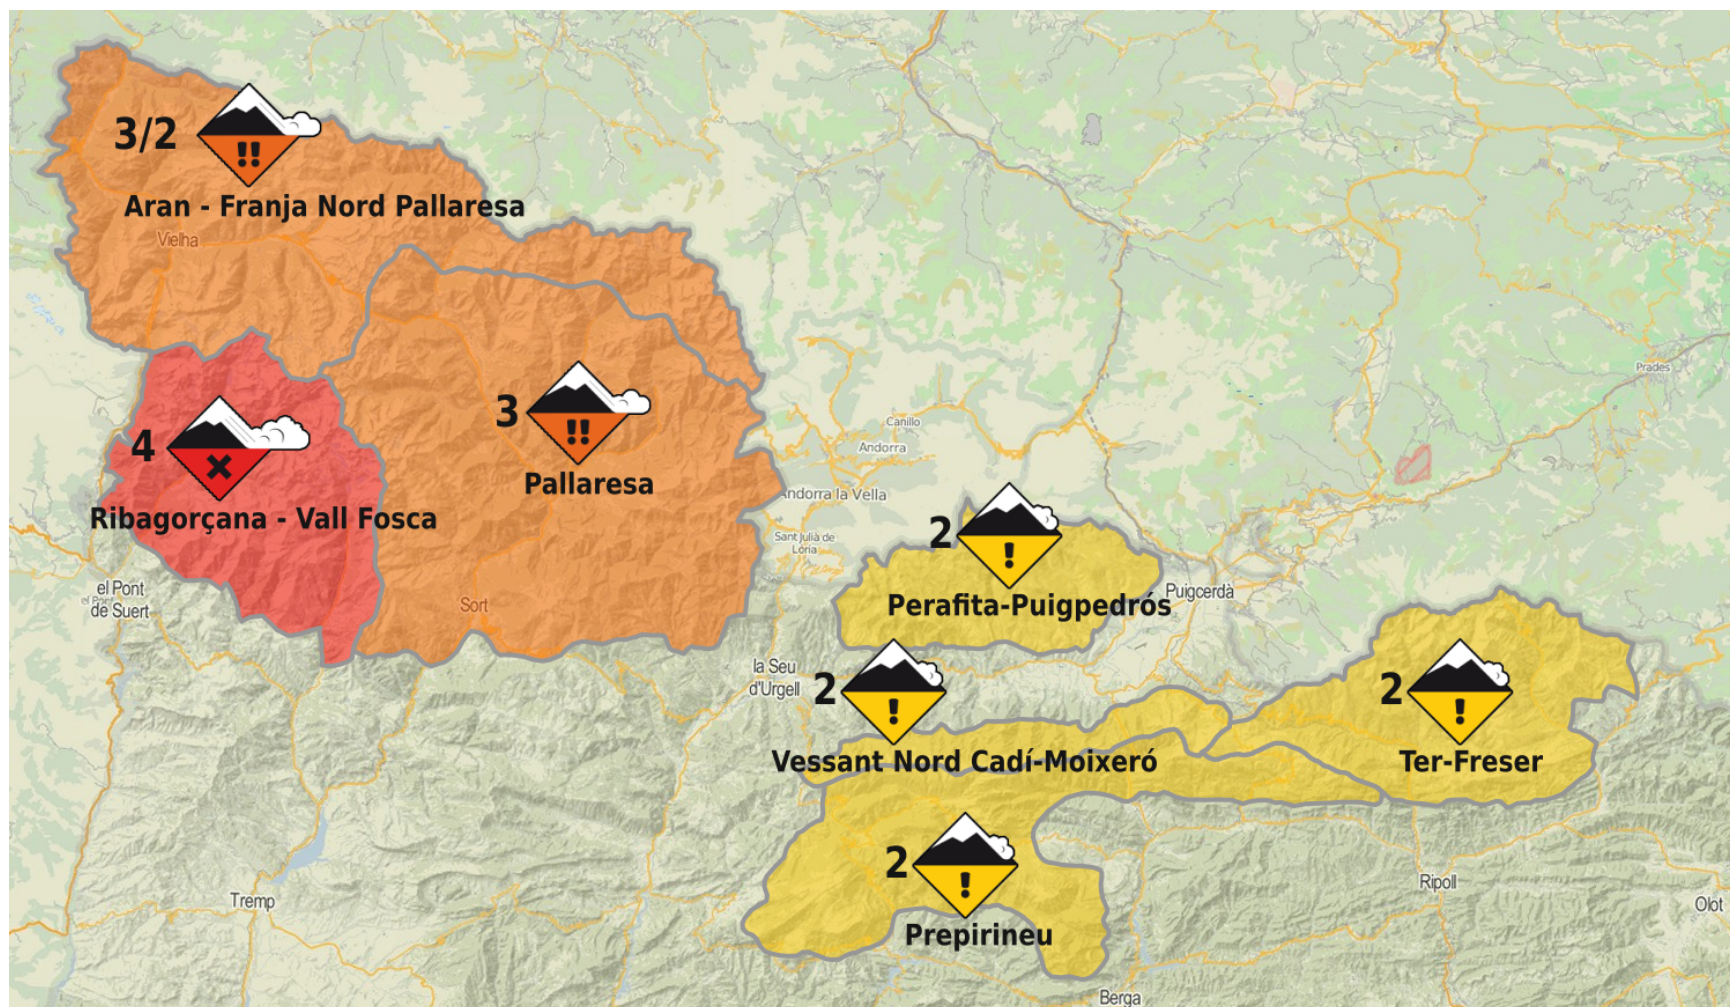 3/2
!!
Aran - Franja Nord Pallaresa
Vielha
3
!!
Pallaresa
4
Ribagorçana - Vall Fosca
Prades
Canillo
Andorra
Andorra la Vella
Sant Julià de
Lòria
2
!
Perafita-Puigpedrós
Puigcerdà
el Pont
de Suert
Sort
la Seu
d'Urgell
2
!
Vessant Nord Cadí-Moixeró
2
!
Ter-Freser
2
!
Prepirineu
Tremp
Ripoll
Olot
Berga